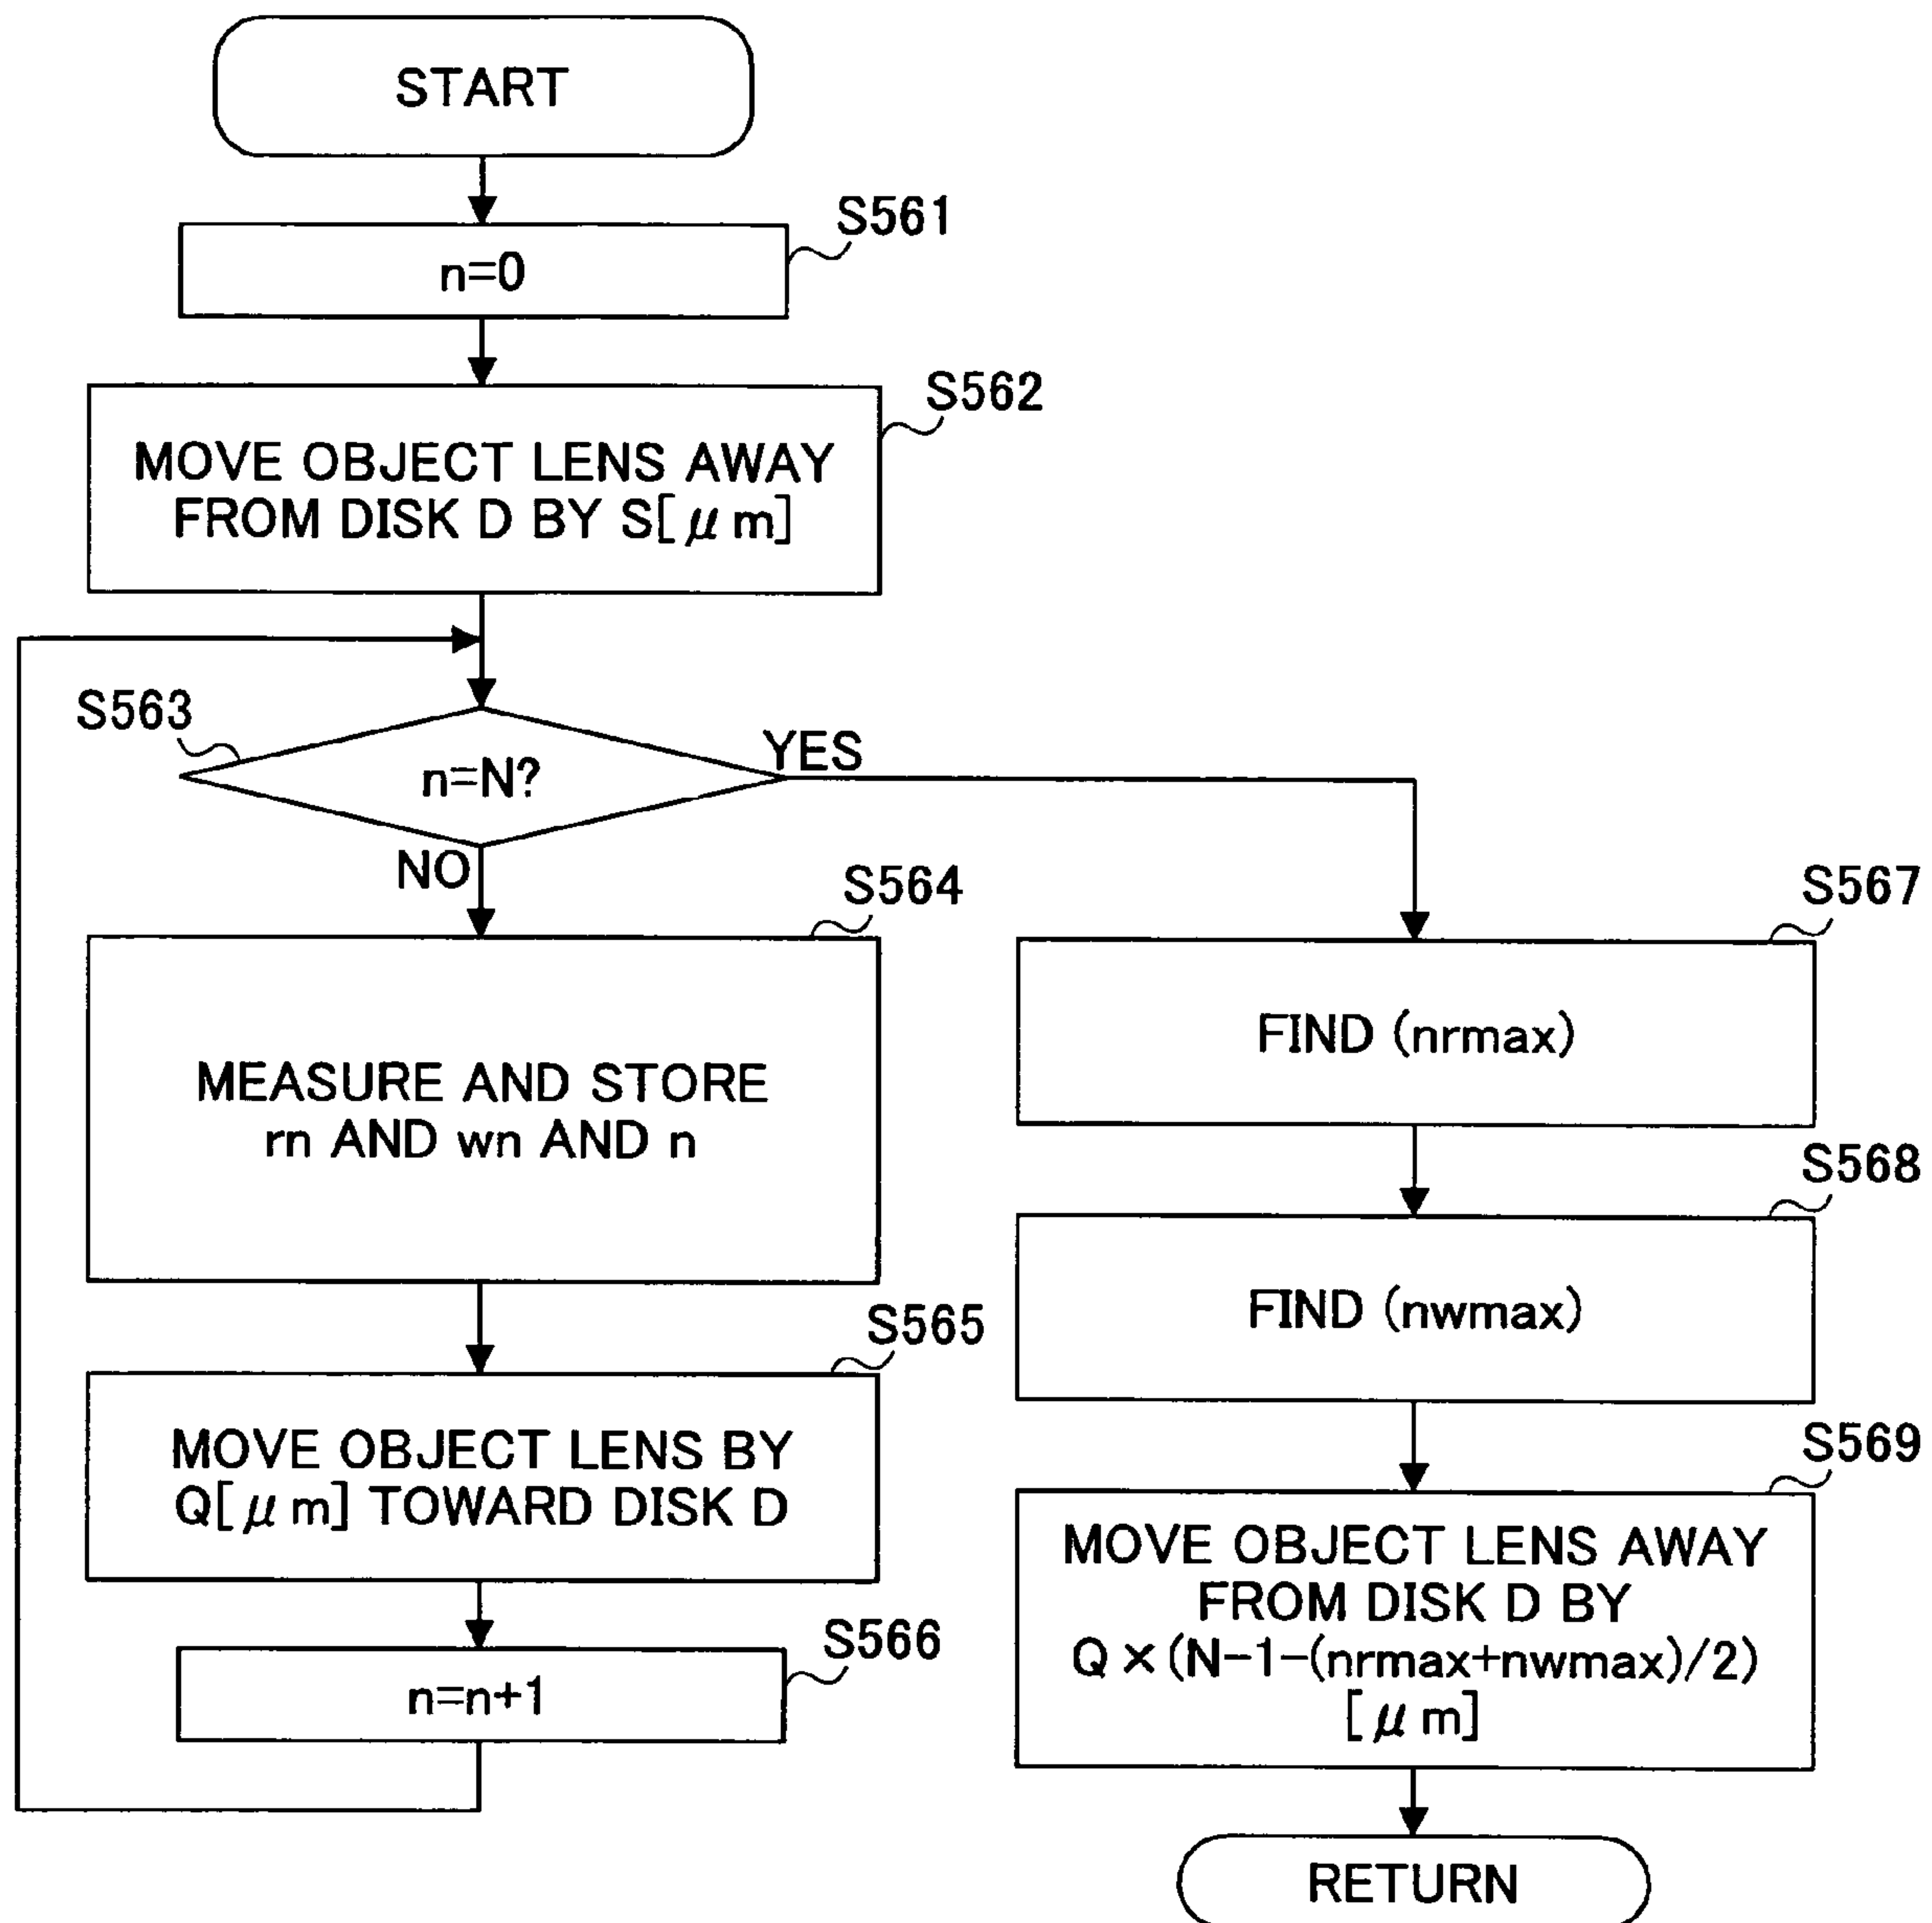 START
S561
n=0
S562
MOVE OBJECT LENS AWAY
FROM DISK D BY S[μm]
S563
n=N?
YES
NO
S564
MEASURE AND STORE
rn AND wn AND n
S565
MOVE OBJECT LENS BY
Q[μm] TOWARD DISK D
S566
n=n+1
S567
FIND (nrmax)
S568
FIND (nwmax)
S569
MOVE OBJECT LENS AWAY
FROM DISK D BY
Q×(N-1-(nrmax+nwmax)/2)
[μm]
RETURN